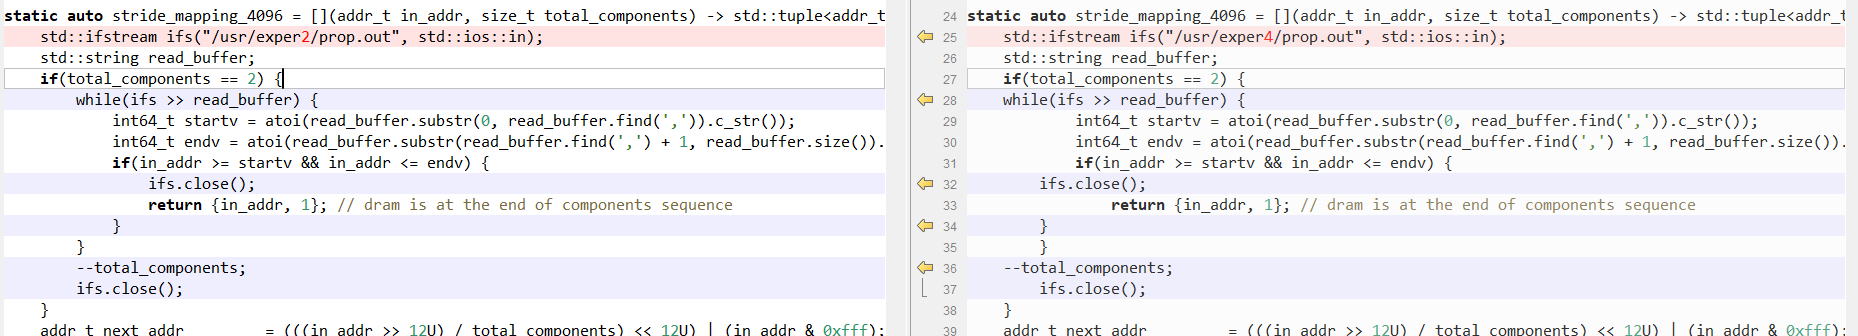 static auto stride_mapping_4096 = [](addr_t in_addr, size_t total_components) -> std::tuple<addr_t
    std::ifstream ifs("/usr/exper2/prop.out", std::ios::in);
    std::string read_buffer;
    if(total_components == 2) {
        while(ifs >> read_buffer) {
            int64_t startv = atoi(read_buffer.substr(0, read_buffer.find(',')).c_str());
            int64_t endv = atoi(read_buffer.substr(read_buffer.find(',') + 1, read_buffer.size()).
            if(in_addr >= startv && in_addr <= endv) {
                ifs.close();
                return {in_addr, 1}; // dram is at the end of components sequence
            }
        }
        --total_components;
        ifs.close();
    }
    addr_t next_addr         = (((in_addr >> 12U) / total_components) << 12U) | (in_addr & 0xfff);
24 static auto stride_mapping_4096 = [](addr_t in_addr, size_t total_components) -> std::tuple<addr_t
25     std::ifstream ifs("/usr/exper4/prop.out", std::ios::in);
26     std::string read_buffer;
27     if(total_components == 2) {
28     while(ifs >> read_buffer) {
29             int64_t startv = atoi(read_buffer.substr(0, read_buffer.find(',')).c_str());
30             int64_t endv = atoi(read_buffer.substr(read_buffer.find(',') + 1, read_buffer.size()).
31             if(in_addr >= startv && in_addr <= endv) {
32         ifs.close();
33                 return {in_addr, 1}; // dram is at the end of components sequence
34         }
35         }
36     --total_components;
37         ifs.close();
38     }
39     addr_t next_addr         = (((in_addr >> 12U) / total_components) << 12U) | (in_addr & 0xfff);